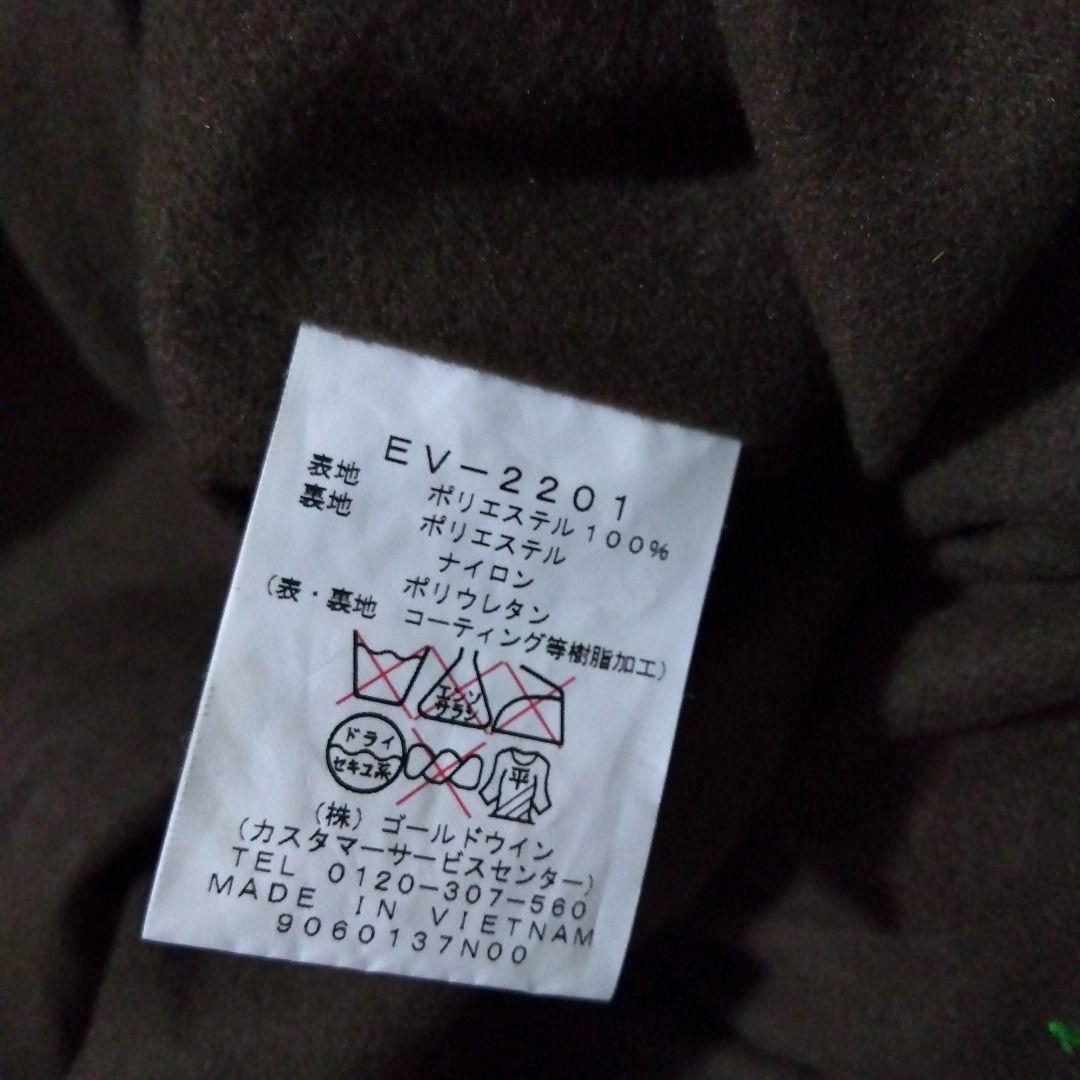 EV-2201
表地 ポリエステル100%
裏地 ポリエステル
ナイロン
ポリウレタン
(表・裏地 コーティング等樹脂加工)
エンソ
サラシ
ドライ
セキユ系
平
(株)ゴールドウイン
(カスタマーサービスセンター)
TEL 0120-307-560
MADE IN VIETNAM
9060137N00